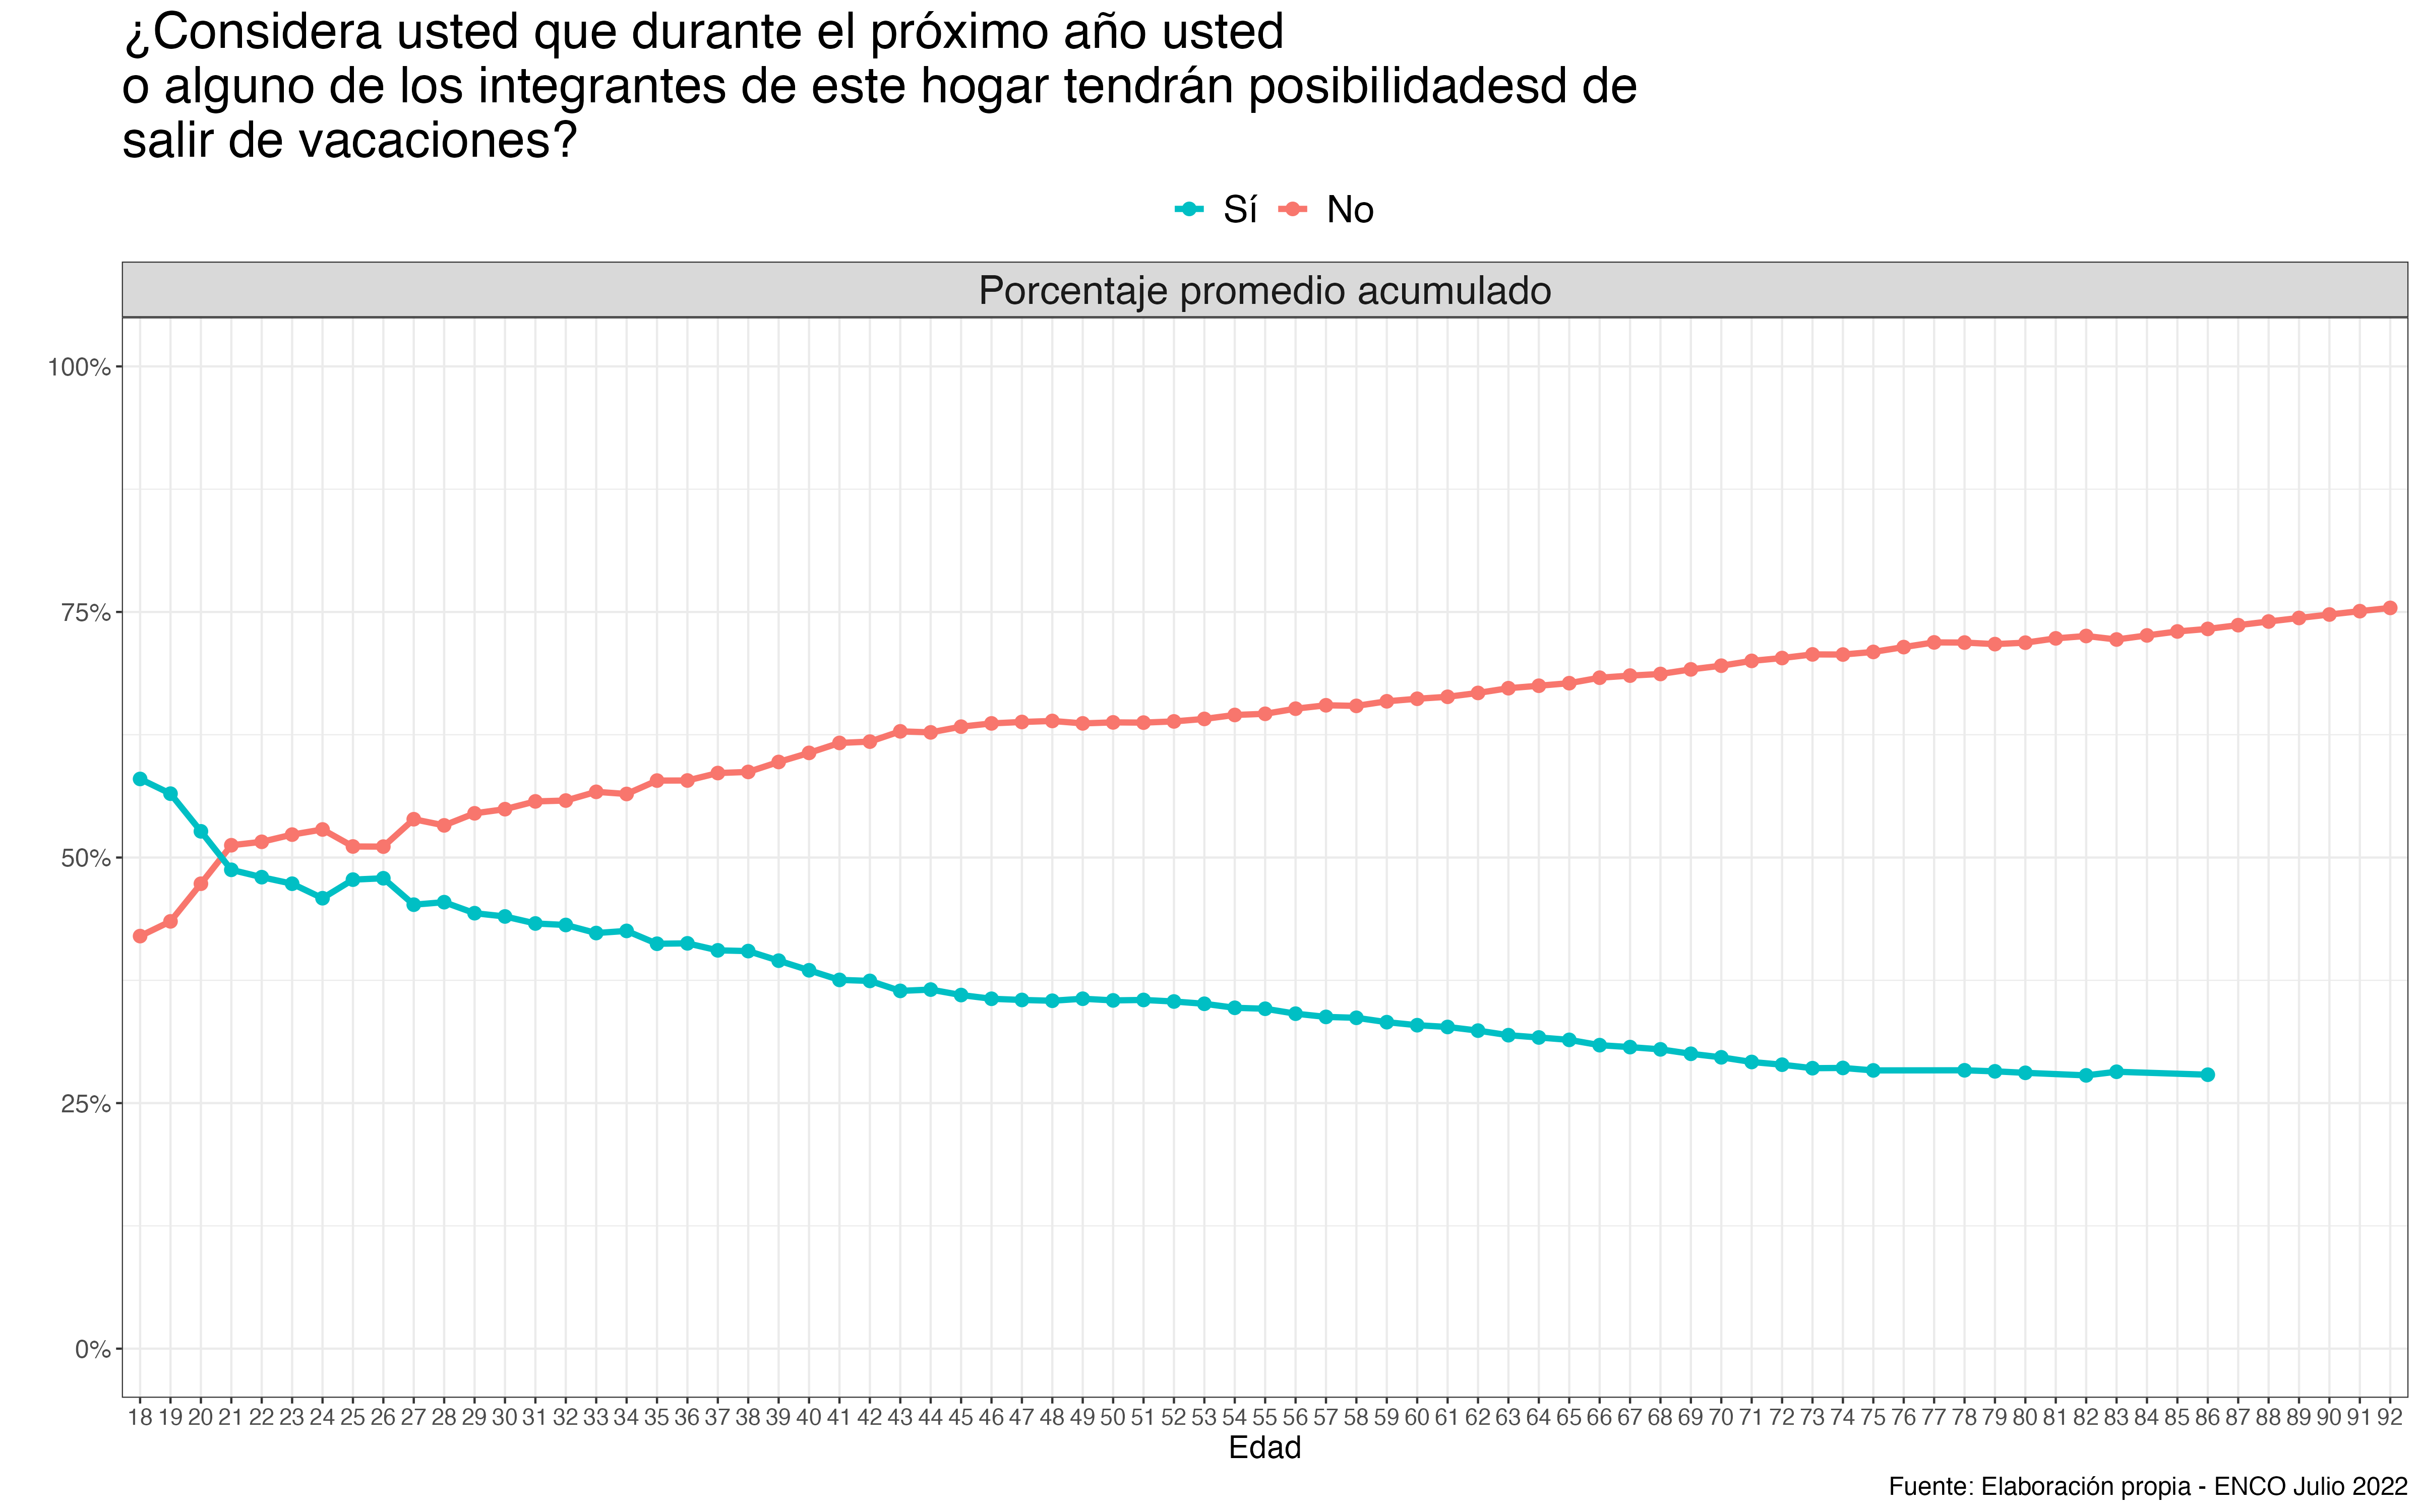 ¿Considera usted que durante el próximo año usted
o alguno de los integrantes de este hogar tendrán posibilidadesd de
salir de vacaciones?
Sí No
Porcentaje promedio acumulado
100%
75%
50%
25%
0%
18 19 20 21 22 23 24 25 26 27 28 29 30 31 32 33 34 35 36 37 38 39 40 41 42 43 44 45 46 47 48 49 50 51 52 53 54 55 56 57 58 59 60 61 62 63 64 65 66 67 68 69 70 71 72 73 74 75 76 77 78 79 80 81 82 83 84 85 86 87 88 89 90 91 92
Edad
Fuente: Elaboración propia - ENCO Julio 2022